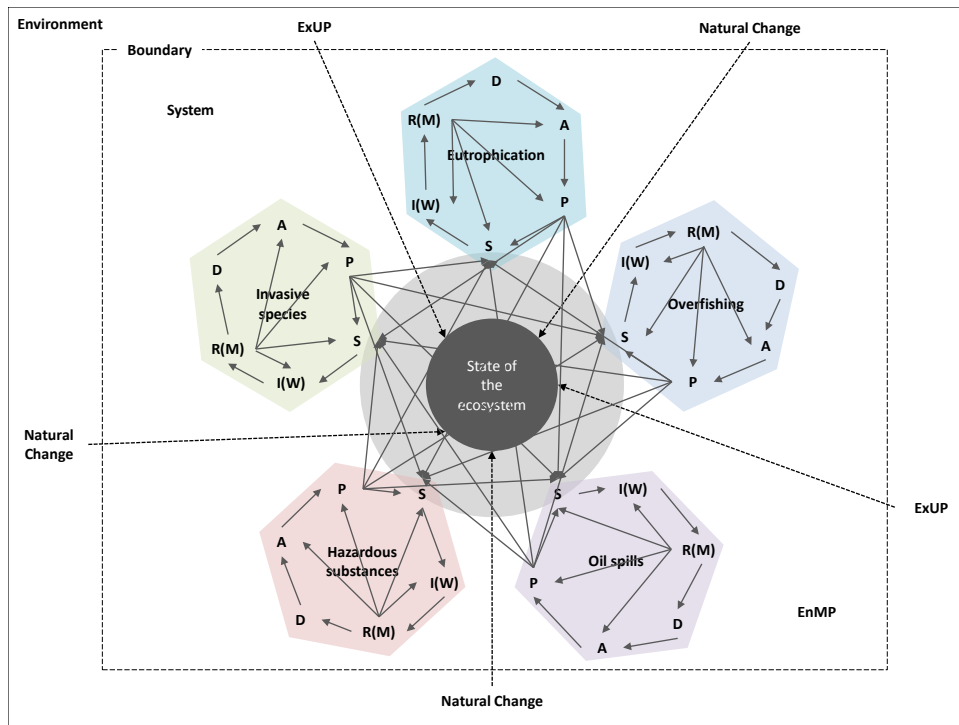 Environment
ExUP
Natural Change
Boundary
System
D
R(M)
A
Eutrophication
I(W)
P
S
A
D
P
Invasive
species
R(M)
S
I(W)
R(M)
I(W)
D
Overfishing
S
A
P
State of
the
ecosystem
Natural
Change
P
S
A
Hazardous
substances
I(W)
D
R(M)
S
I(W)
R(M)
Oil spills
P
D
A
ExUP
EnMP
Natural Change